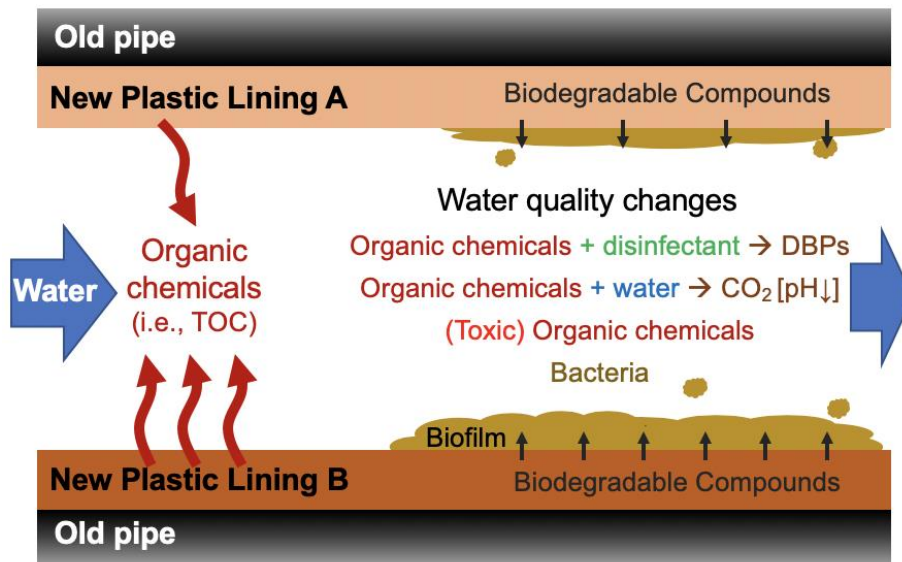 Old pipe
New Plastic Lining A
Biodegradable Compounds
Water quality changes
Organic chemicals + disinfectant → DBPs
Organic chemicals + water → CO₂ [pH↓]
(Toxic) Organic chemicals
Bacteria
Water
Organic
chemicals
(i.e., TOC)
Biofilm
New Plastic Lining B
Biodegradable Compounds
Old pipe